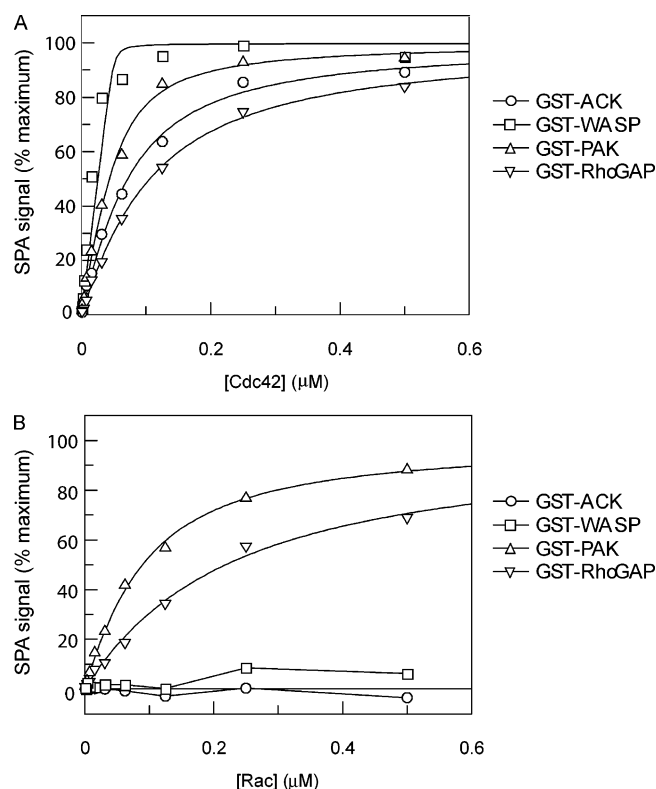 A
SPA signal (% maximum)
100
80
60
40
20
0
0
0.2
0.4
0.6
[Cdc42] (μM)
GST-ACK
GST-WASP
GST-PAK
GST-RhoGAP
B
SPA signal (% maximum)
100
80
60
40
20
0
0
0.2
0.4
0.6
[Rac] (μM)
GST-ACK
GST-WASP
GST-PAK
GST-RhoGAP